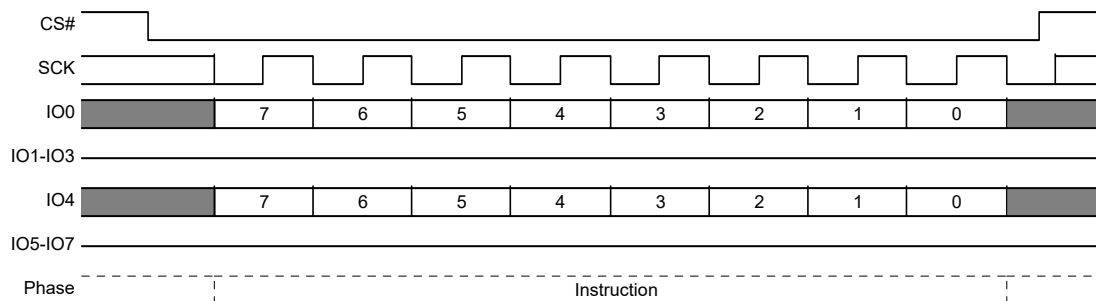 CS#
SCK
IO0 7 6 5 4 3 2 1 0
IO1-IO3
IO4 7 6 5 4 3 2 1 0
IO5-IO7
Phase Instruction